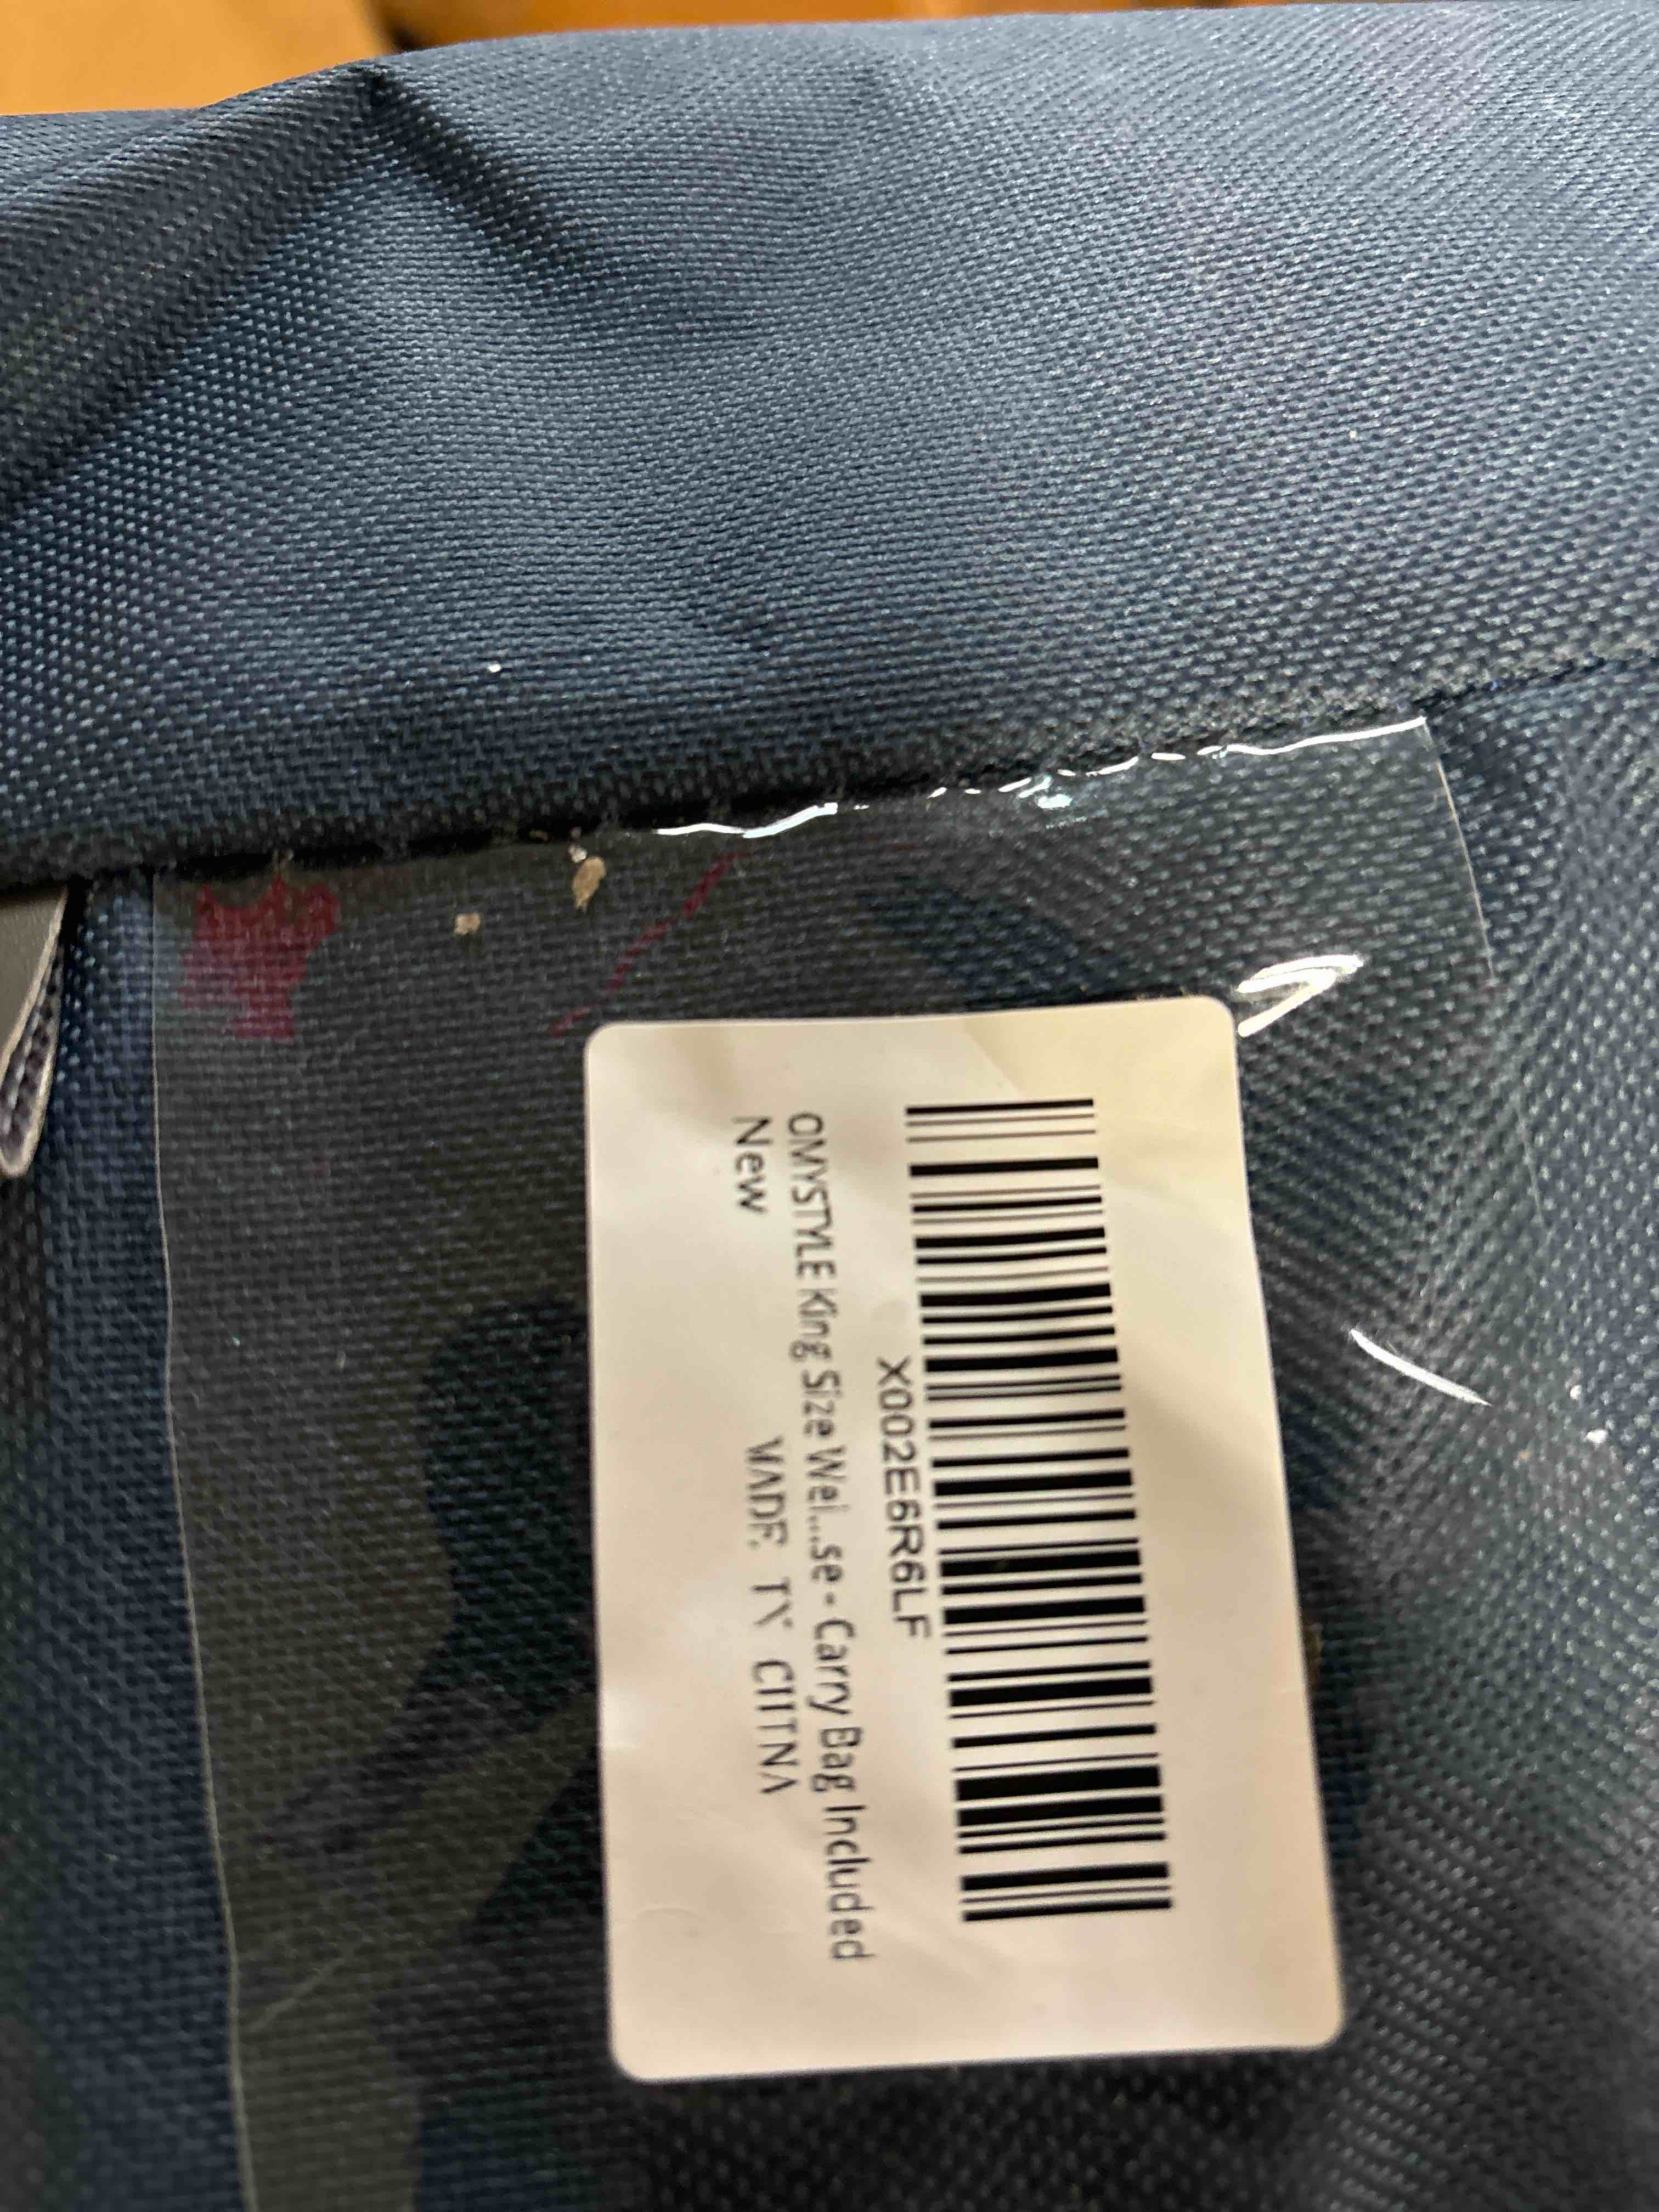 X002E6R6LF
OMYSTYLE King Size Wei...se - Carry Bag Included
New
MADE IN CHINA